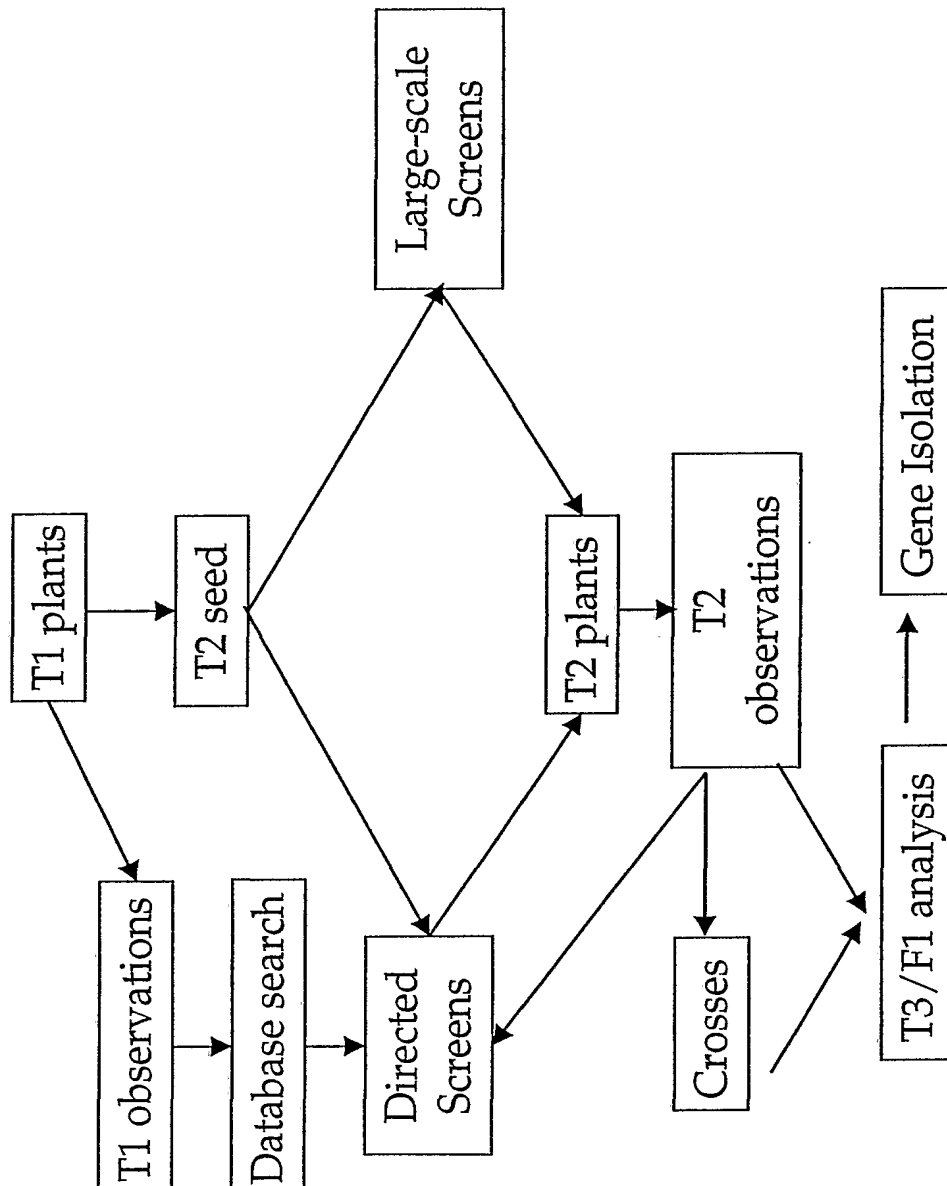 T1 plants
T1 observations
T2 seed
Database search
Large-scale
Screens
Directed
Screens
T2 plants
T2
observations
Crosses
T3/F1 analysis
Gene Isolation